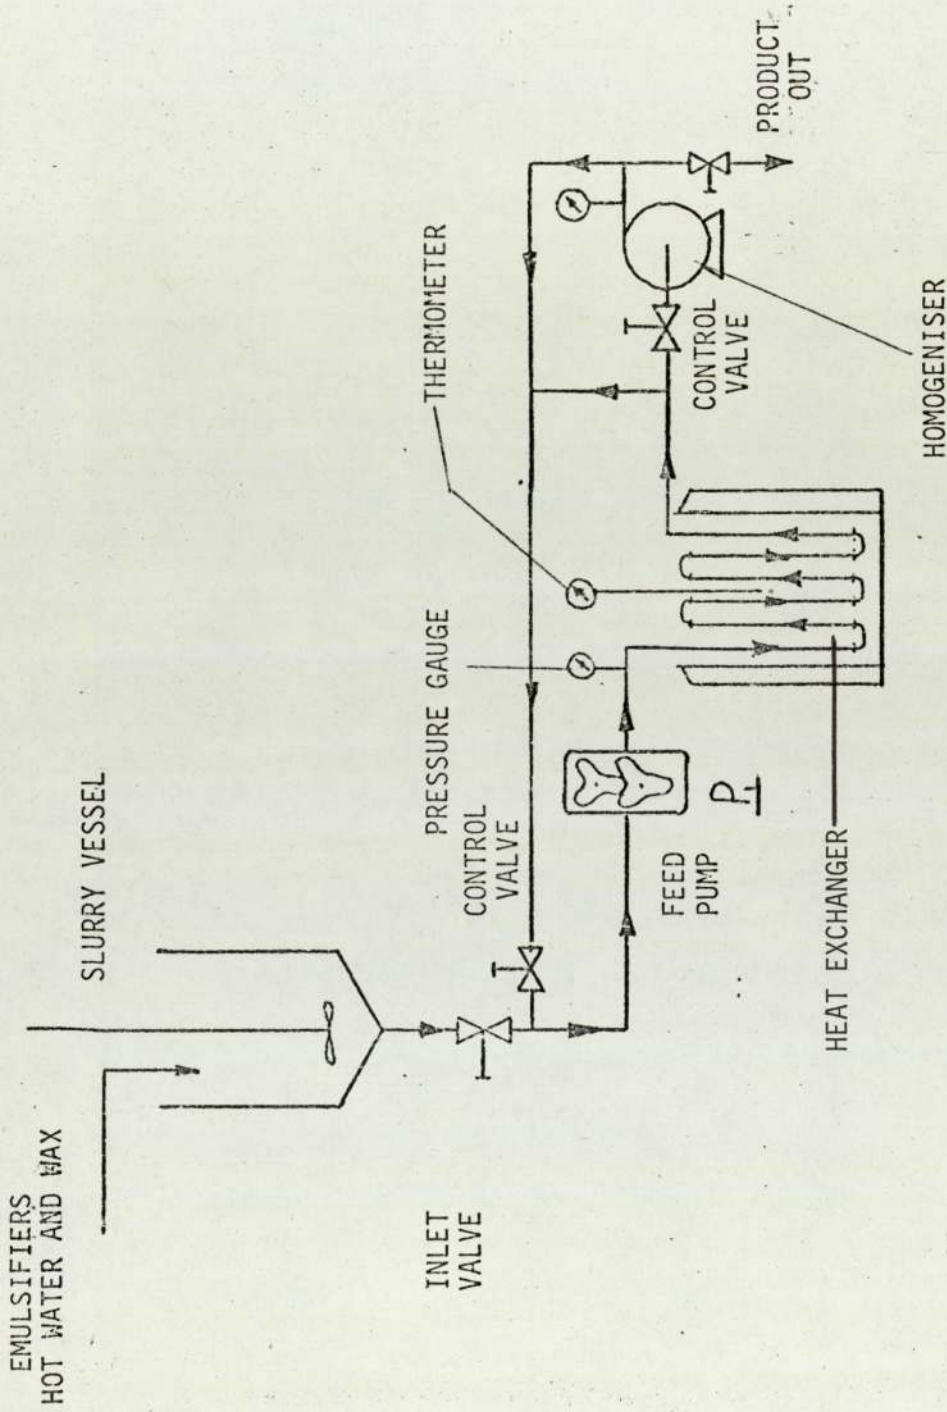 EMULSIFIERS
HOT WATER AND WAX
SLURRY VESSEL
INLET
VALVE
CONTROL
VALVE
PRESSURE GAUGE
THERMOMETER
FEED
PUMP
P1
HEAT EXCHANGER
CONTROL
VALVE
HOMOGENISER
PRODUCT
OUT